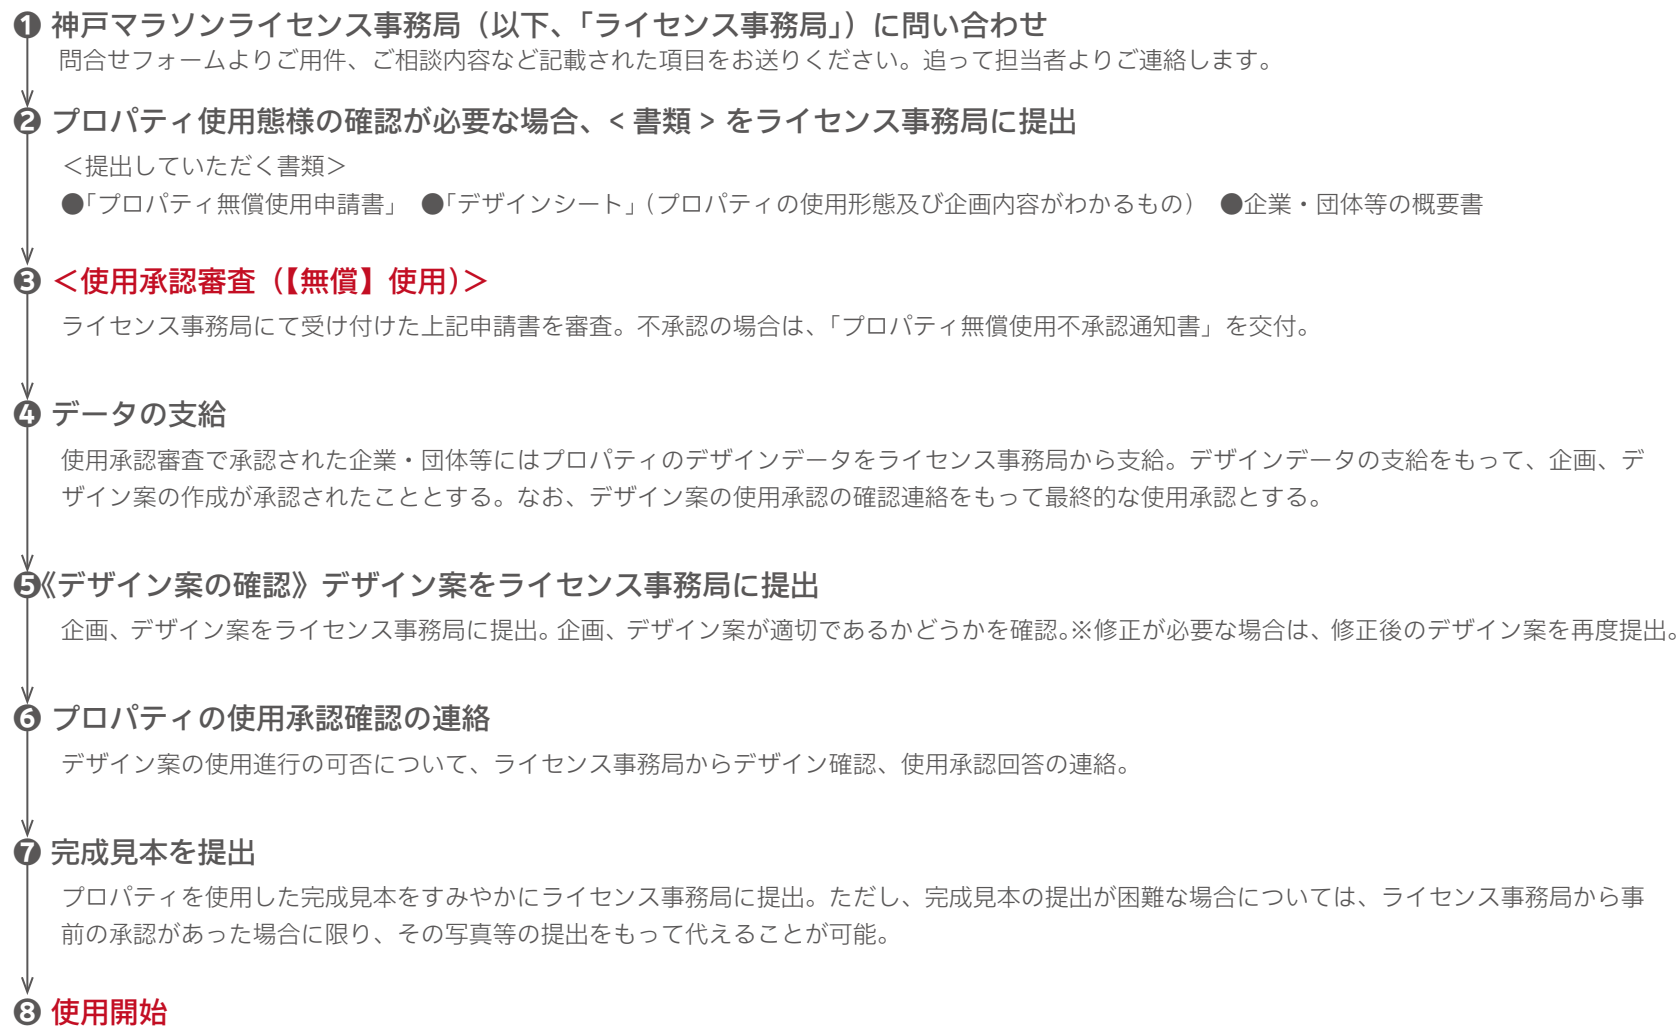 ❶ 神戸マラソンライセンス事務局（以下、「ライセンス事務局」）に問い合わせ
問合せフォームよりご用件、ご相談内容など記載された項目をお送りください。追って担当者よりご連絡します。
❷ プロパティ使用態様の確認が必要な場合、< 書類 > をライセンス事務局に提出
＜提出していただく書類＞
●「プロパティ無償使用申請書」 ●「デザインシート」（プロパティの使用形態及び企画内容がわかるもの） ●企業・団体等の概要書
❸ ＜使用承認審査（【無償】使用）＞
ライセンス事務局にて受け付けた上記申請書を審査。不承認の場合は、「プロパティ無償使用不承認通知書」を交付。
❹ データの支給
使用承認審査で承認された企業・団体等にはプロパティのデザインデータをライセンス事務局から支給。デザインデータの支給をもって、企画、デ
ザイン案の作成が承認されたこととする。なお、デザイン案の使用承認の確認連絡をもって最終的な使用承認とする。
❺《デザイン案の確認》デザイン案をライセンス事務局に提出
企画、デザイン案をライセンス事務局に提出。企画、デザイン案が適切であるかどうかを確認。※修正が必要な場合は、修正後のデザイン案を再度提出。
❻ プロパティの使用承認確認の連絡
デザイン案の使用進行の可否について、ライセンス事務局からデザイン確認、使用承認回答の連絡。
❼ 完成見本を提出
プロパティを使用した完成見本をすみやかにライセンス事務局に提出。ただし、完成見本の提出が困難な場合については、ライセンス事務局から事
前の承認があった場合に限り、その写真等の提出をもって代えることが可能。
❽ 使用開始